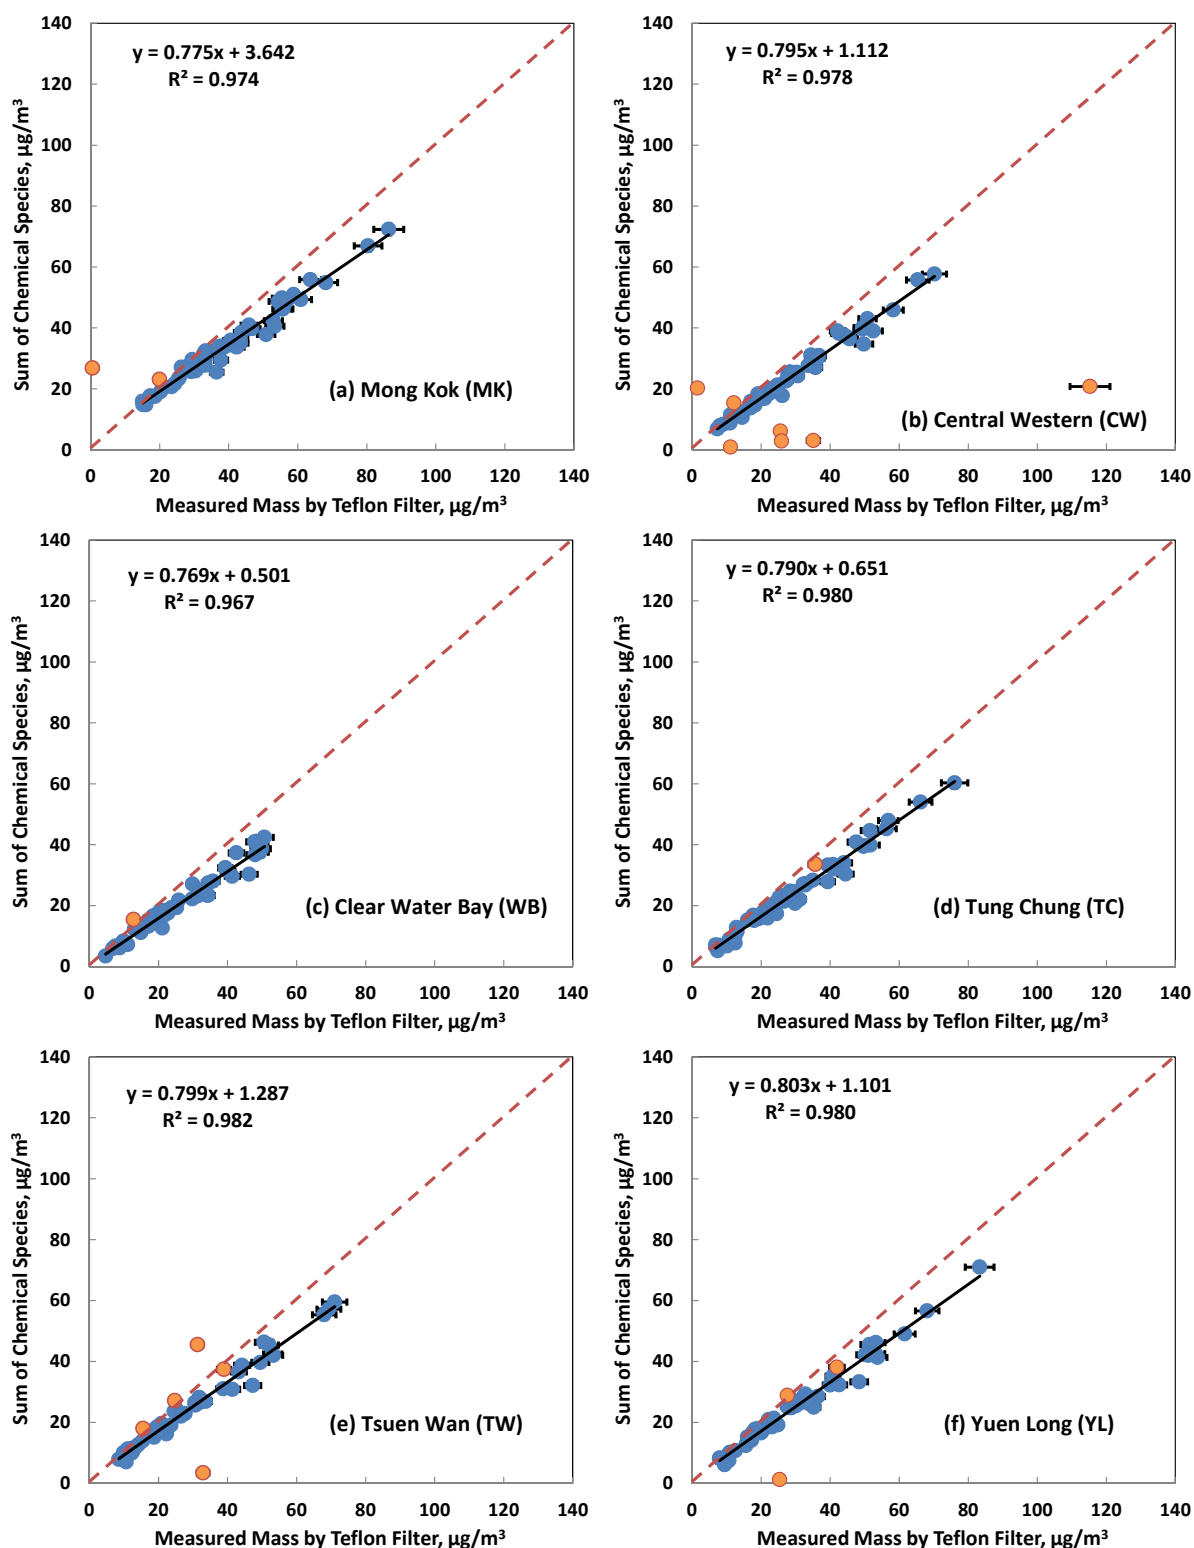 y = 0.775x + 3.642
R² = 0.974
(a) Mong Kok (MK)
Sum of Chemical Species, µg/m³
140
120
100
80
60
40
20
0
0 20 40 60 80 100 120 140
Measured Mass by Teflon Filter, µg/m³
y = 0.795x + 1.112
R² = 0.978
(b) Central Western (CW)
Sum of Chemical Species, µg/m³
140
120
100
80
60
40
20
0
0 20 40 60 80 100 120 140
Measured Mass by Teflon Filter, µg/m³
y = 0.769x + 0.501
R² = 0.967
(c) Clear Water Bay (WB)
Sum of Chemical Species, µg/m³
140
120
100
80
60
40
20
0
0 20 40 60 80 100 120 140
Measured Mass by Teflon Filter, µg/m³
y = 0.790x + 0.651
R² = 0.980
(d) Tung Chung (TC)
Sum of Chemical Species, µg/m³
140
120
100
80
60
40
20
0
0 20 40 60 80 100 120 140
Measured Mass by Teflon Filter, µg/m³
y = 0.799x + 1.287
R² = 0.982
(e) Tsuen Wan (TW)
Sum of Chemical Species, µg/m³
140
120
100
80
60
40
20
0
0 20 40 60 80 100 120 140
Measured Mass by Teflon Filter, µg/m³
y = 0.803x + 1.101
R² = 0.980
(f) Yuen Long (YL)
Sum of Chemical Species, µg/m³
140
120
100
80
60
40
20
0
0 20 40 60 80 100 120 140
Measured Mass by Teflon Filter, µg/m³